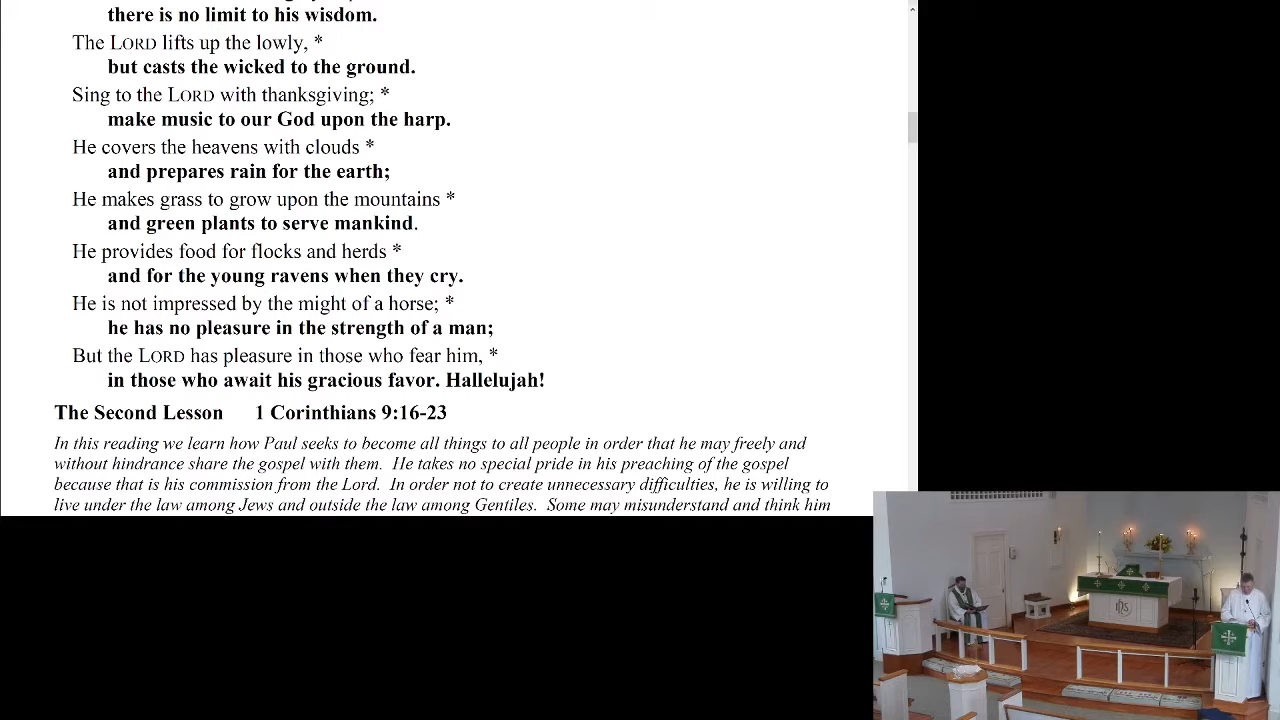 there is no limit to his wisdom.
The LORD lifts up the lowly, *
but casts the wicked to the ground.
Sing to the LORD with thanksgiving; *
make music to our God upon the harp.
He covers the heavens with clouds *
and prepares rain for the earth;
He makes grass to grow upon the mountains *
and green plants to serve mankind.
He provides food for flocks and herds *
and for the young ravens when they cry.
He is not impressed by the might of a horse; *
he has no pleasure in the strength of a man;
But the LORD has pleasure in those who fear him, *
in those who await his gracious favor. Hallelujah!
The Second Lesson 1 Corinthians 9:16-23
In this reading we learn how Paul seeks to become all things to all people in order that he may freely and
without hindrance share the gospel with them. He takes no special pride in his preaching of the gospel
because that is his commission from the Lord. In order not to create unnecessary difficulties, he is willing to
live under the law among Jews and outside the law among Gentiles. Some may misunderstand and think him
IHS